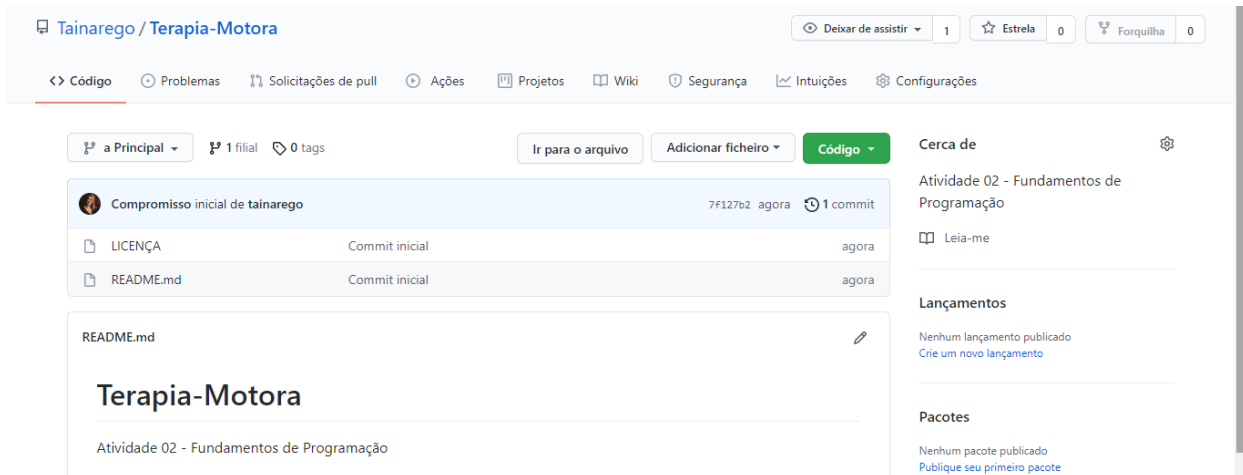 Tainarego / Terapia-Motora
Deixar de assistir 1 Estrela 0 Forquilha 0
<> Código Problemas Solicitações de pull Ações Projetos Wiki Segurança Intuições Configurações
a Principal 1 filial 0 tags Ir para o arquivo Adicionar ficheiro Código
Compromisso inicial de tainarego 7f127b2 agora 1 commit
LICENÇA Commit inicial agora
README.md Commit inicial agora
README.md
Terapia-Motora
Atividade 02 - Fundamentos de Programação
Cerca de
Atividade 02 - Fundamentos de
Programação
Leia-me
Lançamentos
Nenhum lançamento publicado
Crie um novo lançamento
Pacotes
Nenhum pacote publicado
Publique seu primeiro pacote